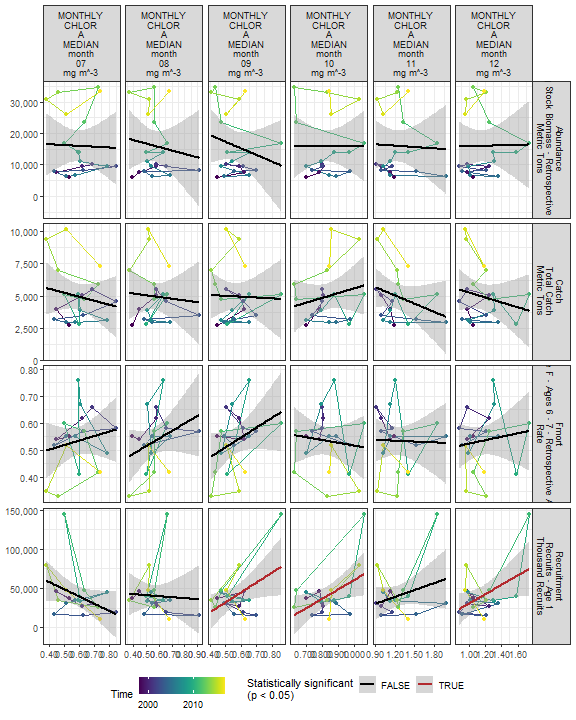 MONTHLY MONTHLY MONTHLY MONTHLY MONTHLY MONTHLY
CHLOR CHLOR CHLOR CHLOR CHLOR CHLOR
A A A A A A
MEDIAN MEDIAN MEDIAN MEDIAN MEDIAN MEDIAN
month month month month month month
07 08 09 10 11 12
mg m^-3 mg m^-3 mg m^-3 mg m^-3 mg m^-3 mg m^-3
30,000
20,000
10,000
0
Abundance
Stock Biomass - Retrospective
Metric Tons
10,000
7,500
5,000
2,500
0
Catch
Total Catch
Metric Tons
0.80
0.70
0.60
0.50
0.40
F - Ages 6 - 7 - Retrospective A
Rate
150,000
100,000
50,000
0
Recruitment
Recruits - Age 1
Thousand Recruits
0.40 0.50 0.60 0.70 0.80
0.40 0.50 0.60 0.70 0.80 0.90
0.40 0.50 0.60 0.70 0.80
0.70 0.80 0.90 1.00
0.90 1.20 1.50 1.80
1.00 1.20 1.40 1.60
Time
2000 2010
Statistically significant
(p < 0.05)
FALSE TRUE